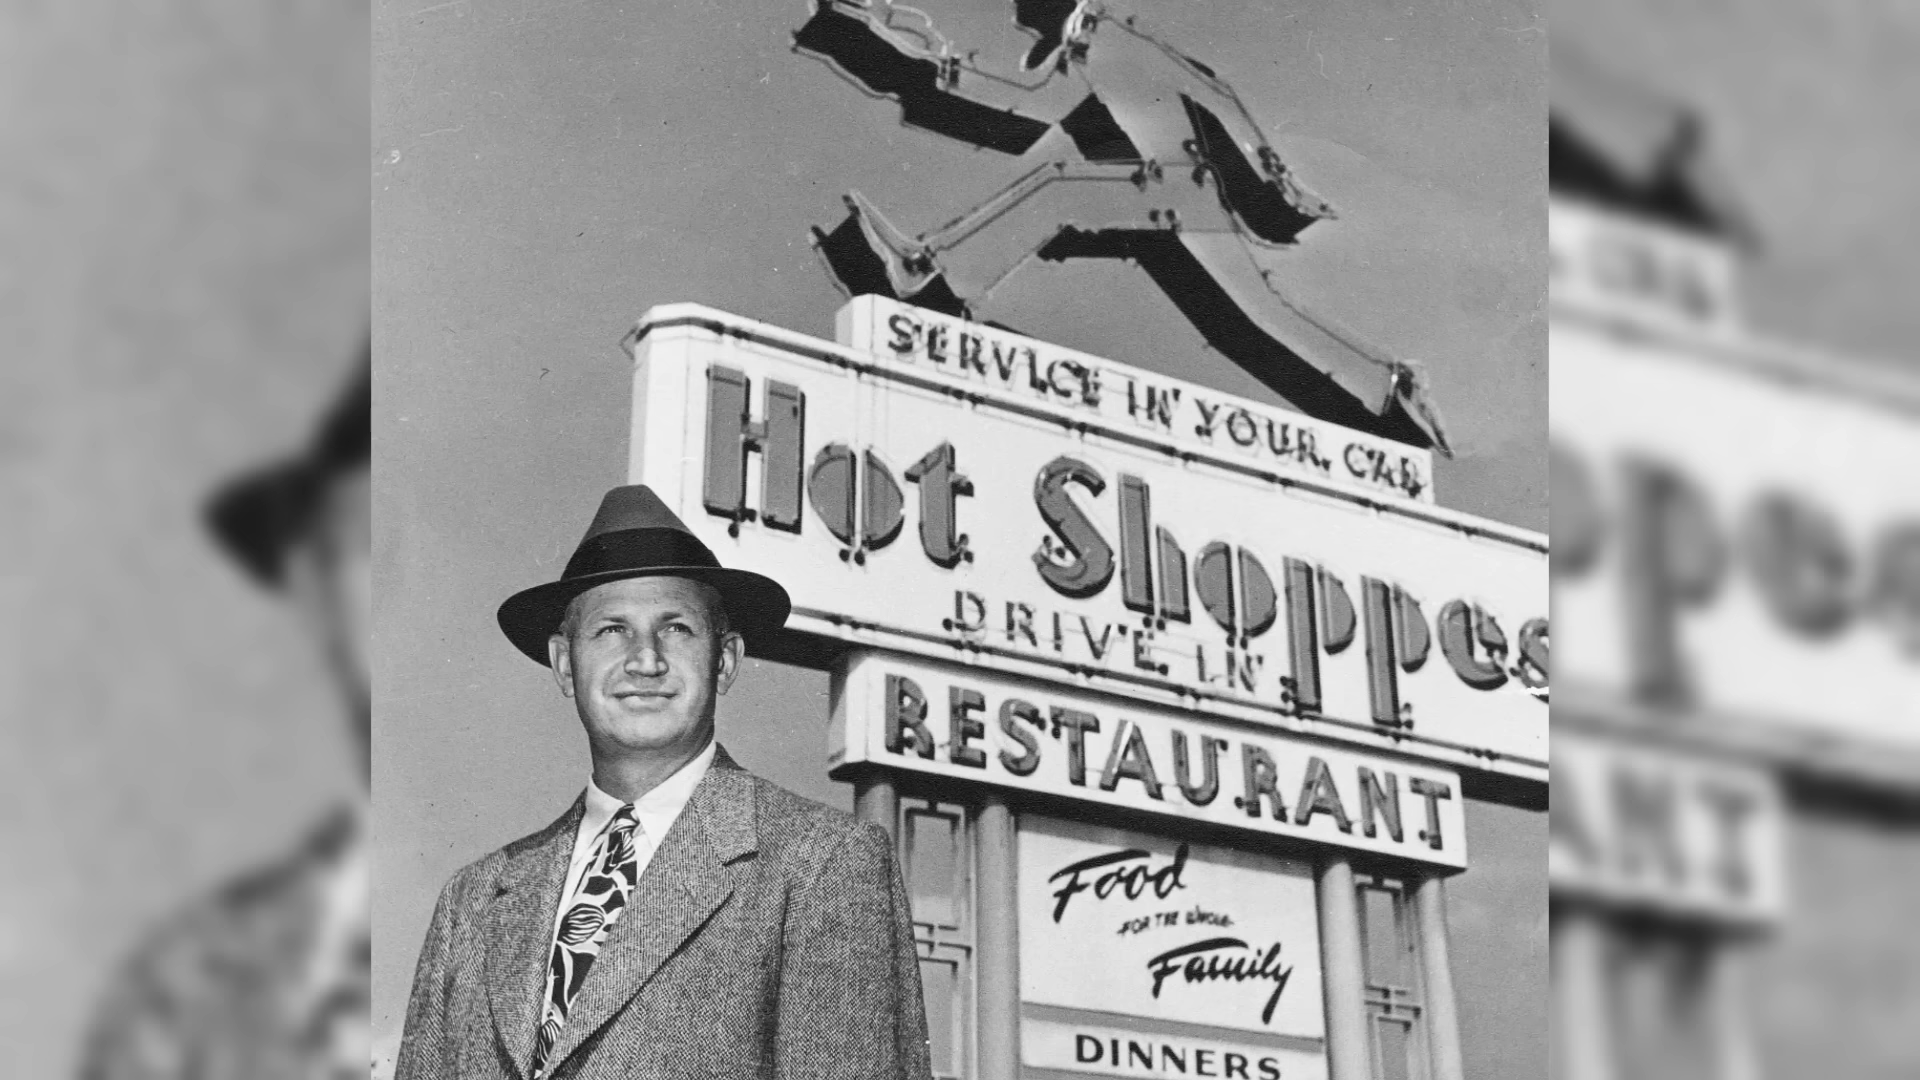 SERVICE IN YOUR CAR
Hot Shoppes
DRIVE IN
RESTAURANT
Food
FOR THE WHOLE
Family
DINNERS